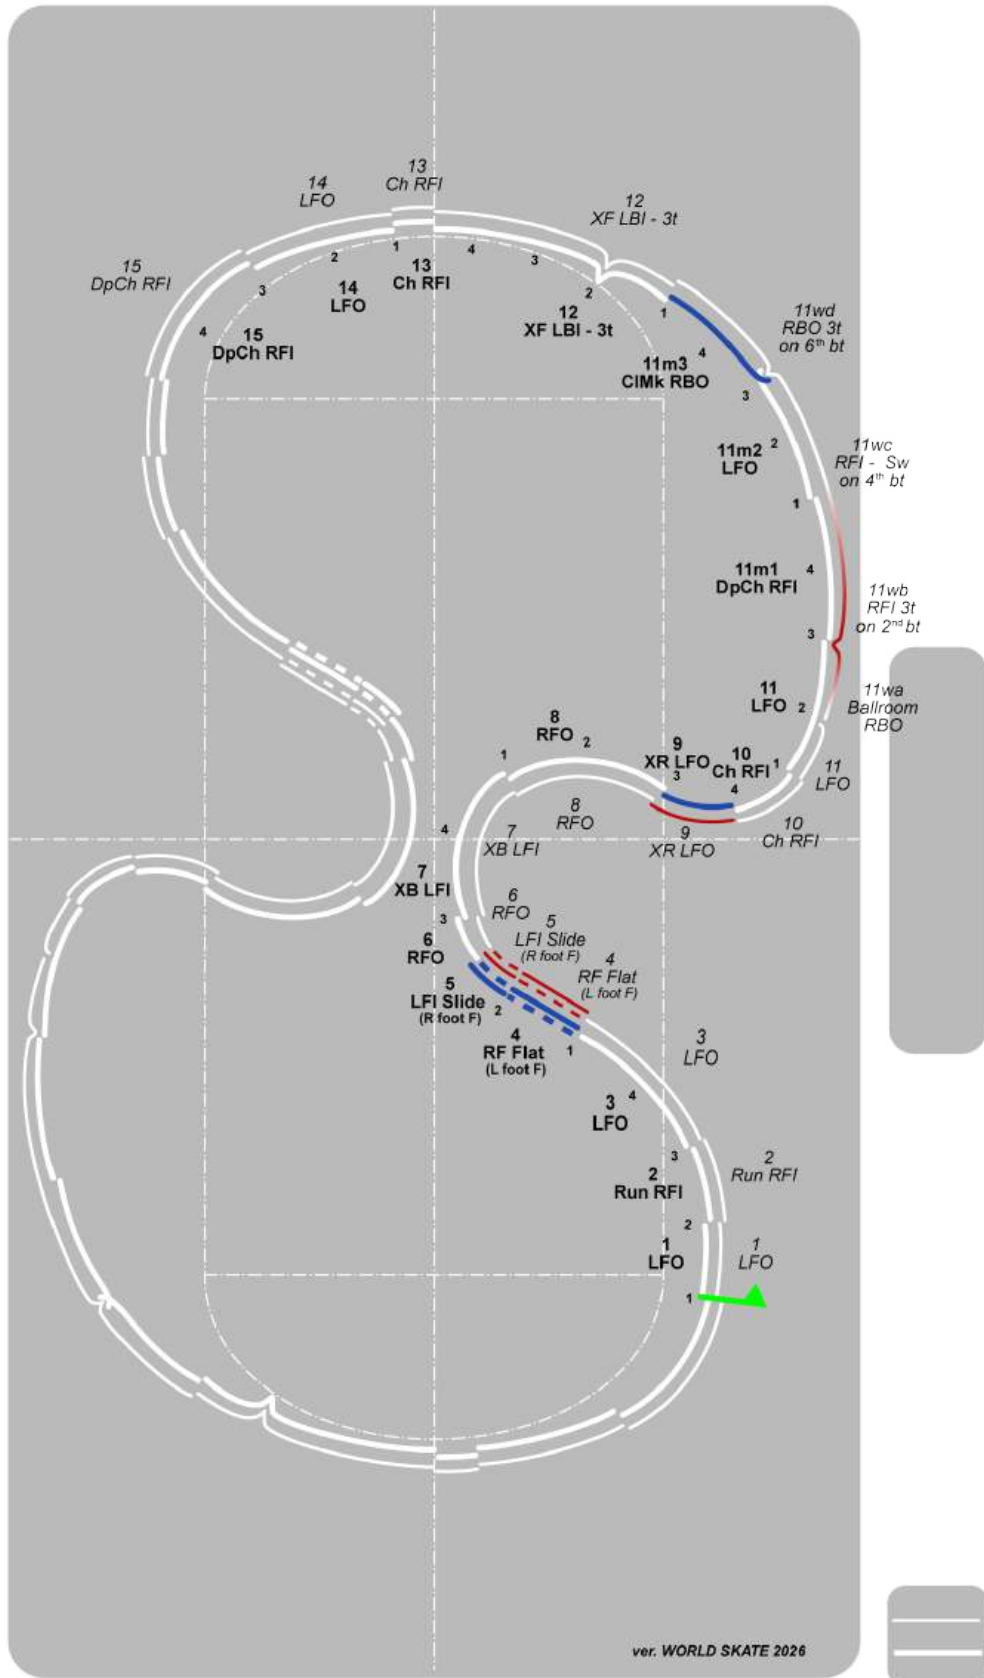 13
Ch RFI
14
LFO
12
XF LBI - 3t
15
DpCh RFI
1
2
3
4
13
Ch RFI
14
LFO
4
3
2
1
12
XF LBI - 3t
4
15
DpCh RFI
3
11wd
RBO 3t
on 6th bt
4
11m3
ClMk RBO
3
11m2
LFO
2
1
11wc
RFI - Sw
on 4th bt
11m1
DpCh RFI
4
3
11wb
RFI 3t
on 2nd bt
11
LFO
2
11wa
Ballroom
RBO
8
RFO
2
1
9
XR LFO
3
10
Ch RFI
1
4
11
LFO
8
RFO
7
XB LFI
9
XR LFO
10
Ch RFI
4
7
XB LFI
3
6
RFO
6
RFO
5
LFI Slide
(R foot F)
4
RF Flat
(L foot F)
5
LFI Slide
(R foot F)
2
4
RF Flat
(L foot F)
1
3
LFO
3
LFO
4
3
2
Run RFI
2
Run RFI
2
1
LFO
1
LFO
1
ver. WORLD SKATE 2026